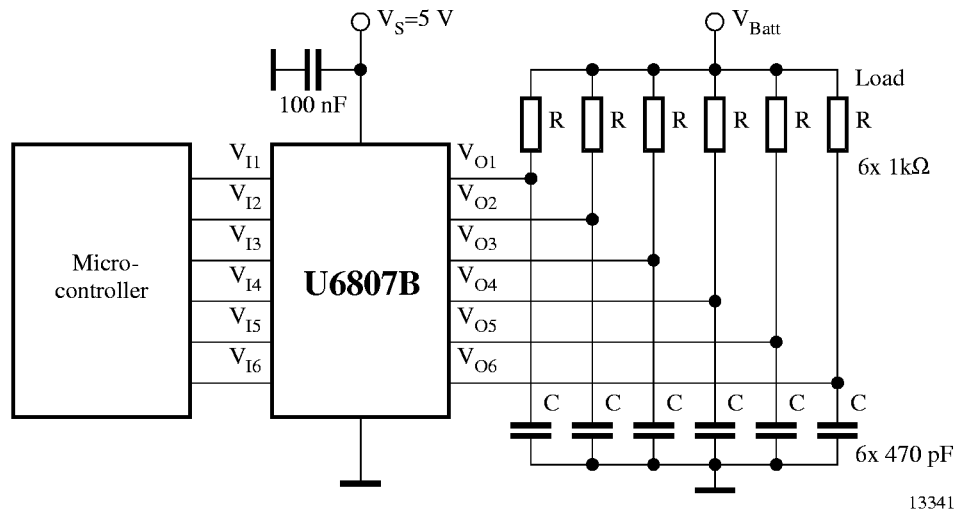 V_S=5 V
V_Batt
100 nF
Load
R R R R R R
6x 1kΩ
V_I1
V_I2
V_I3
V_I4
V_I5
V_I6
Micro-
controller
U6807B
V_O1
V_O2
V_O3
V_O4
V_O5
V_O6
C C C C C C
6x 470 pF
13341